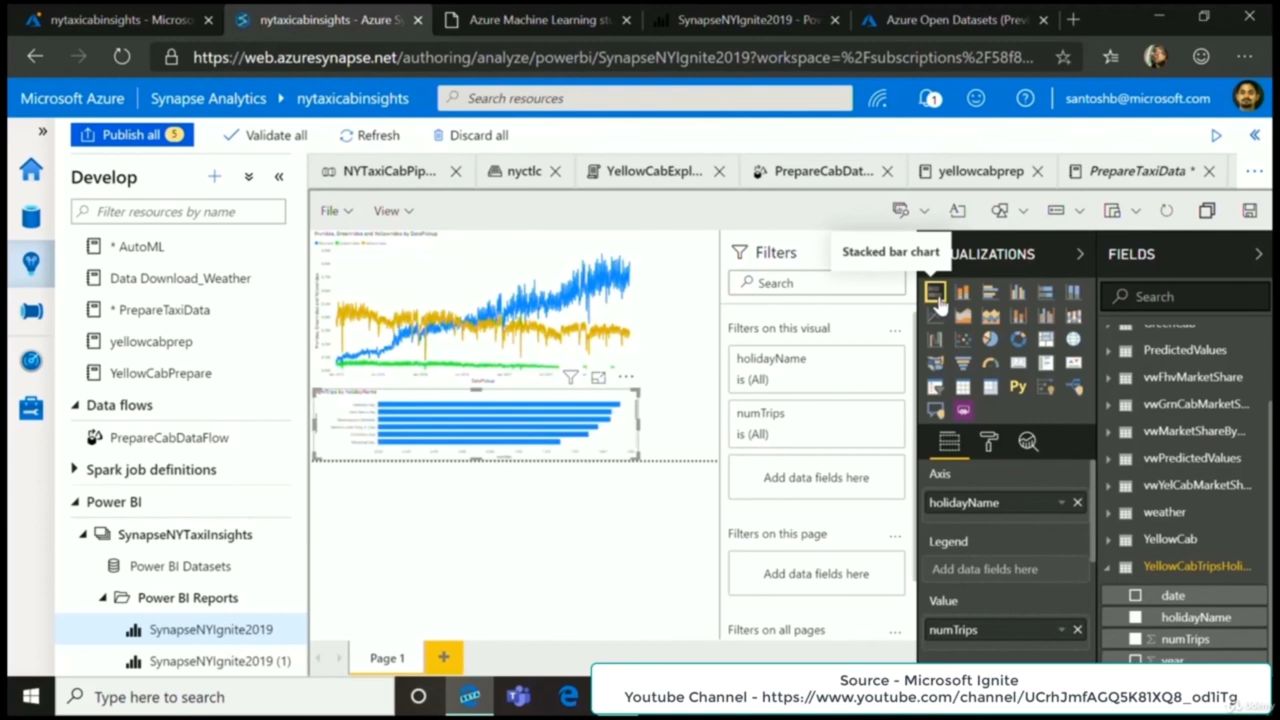 nytaxicabinsights - Microso
nytaxicabinsights - Azure S
Azure Machine Learning st
SynapseNYIgnite2019 - Po
Azure Open Datasets (Prev
https://web.azuresynapse.net/authoring/analyze/powerbi/SynapseNYIgnite2019?workspace=%2Fsubscriptions%2F58f8...
Microsoft Azure
Synapse Analytics
nytaxicabinsights
Search resources
1
santoshb@microsoft.com
Publish all 5
Validate all
Refresh
Discard all
Develop
Filter resources by name
* AutoML
Data Download_Weather
* PrepareTaxiData
yellowcabprep
YellowCabPrepare
Data flows
PrepareCabDataFlow
Spark job definitions
Power BI
SynapseNYTaxiInsights
Power BI Datasets
Power BI Reports
SynapseNYIgnite2019
SynapseNYIgnite2019 (1)
NYTaxiCabPip...
nyctlc
YellowCabExpl...
PrepareCabDat...
yellowcabprep
PrepareTaxiData *
File
View
Filters
Search
Filters on this visual
holidayName
is (All)
numTrips
is (All)
Add data fields here
Filters on this page
Add data fields here
Filters on all pages
Stacked bar chart
UALIZATIONS
Py
Axis
holidayName
Legend
Add data fields here
Value
numTrips
FIELDS
Search
GreenCab
PredictedValues
vwFhvMarketShare
vwGrnCabMarketS...
vwMarketShareBy...
vwPredictedValues
vwYelCabMarketSh...
weather
YellowCab
YellowCabTripsHoli...
date
holidayName
Σ numTrips
year
Page 1
Type here to search
Source - Microsoft Ignite
Youtube Channel - https://www.youtube.com/channel/UCrhJmfAGQ5K81XQ8_od1iTg